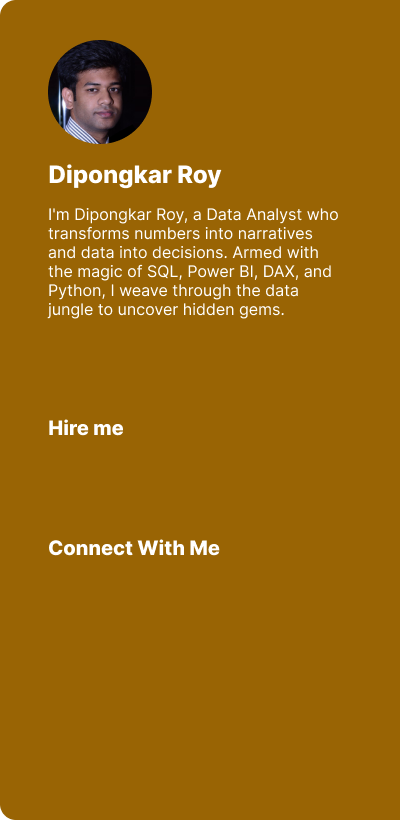 Dipongkar Roy
I'm Dipongkar Roy, a Data Analyst who
transforms numbers into narratives
and data into decisions. Armed with
the magic of SQL, Power BI, DAX, and
Python, I weave through the data
jungle to uncover hidden gems.
Hire me
Connect With Me